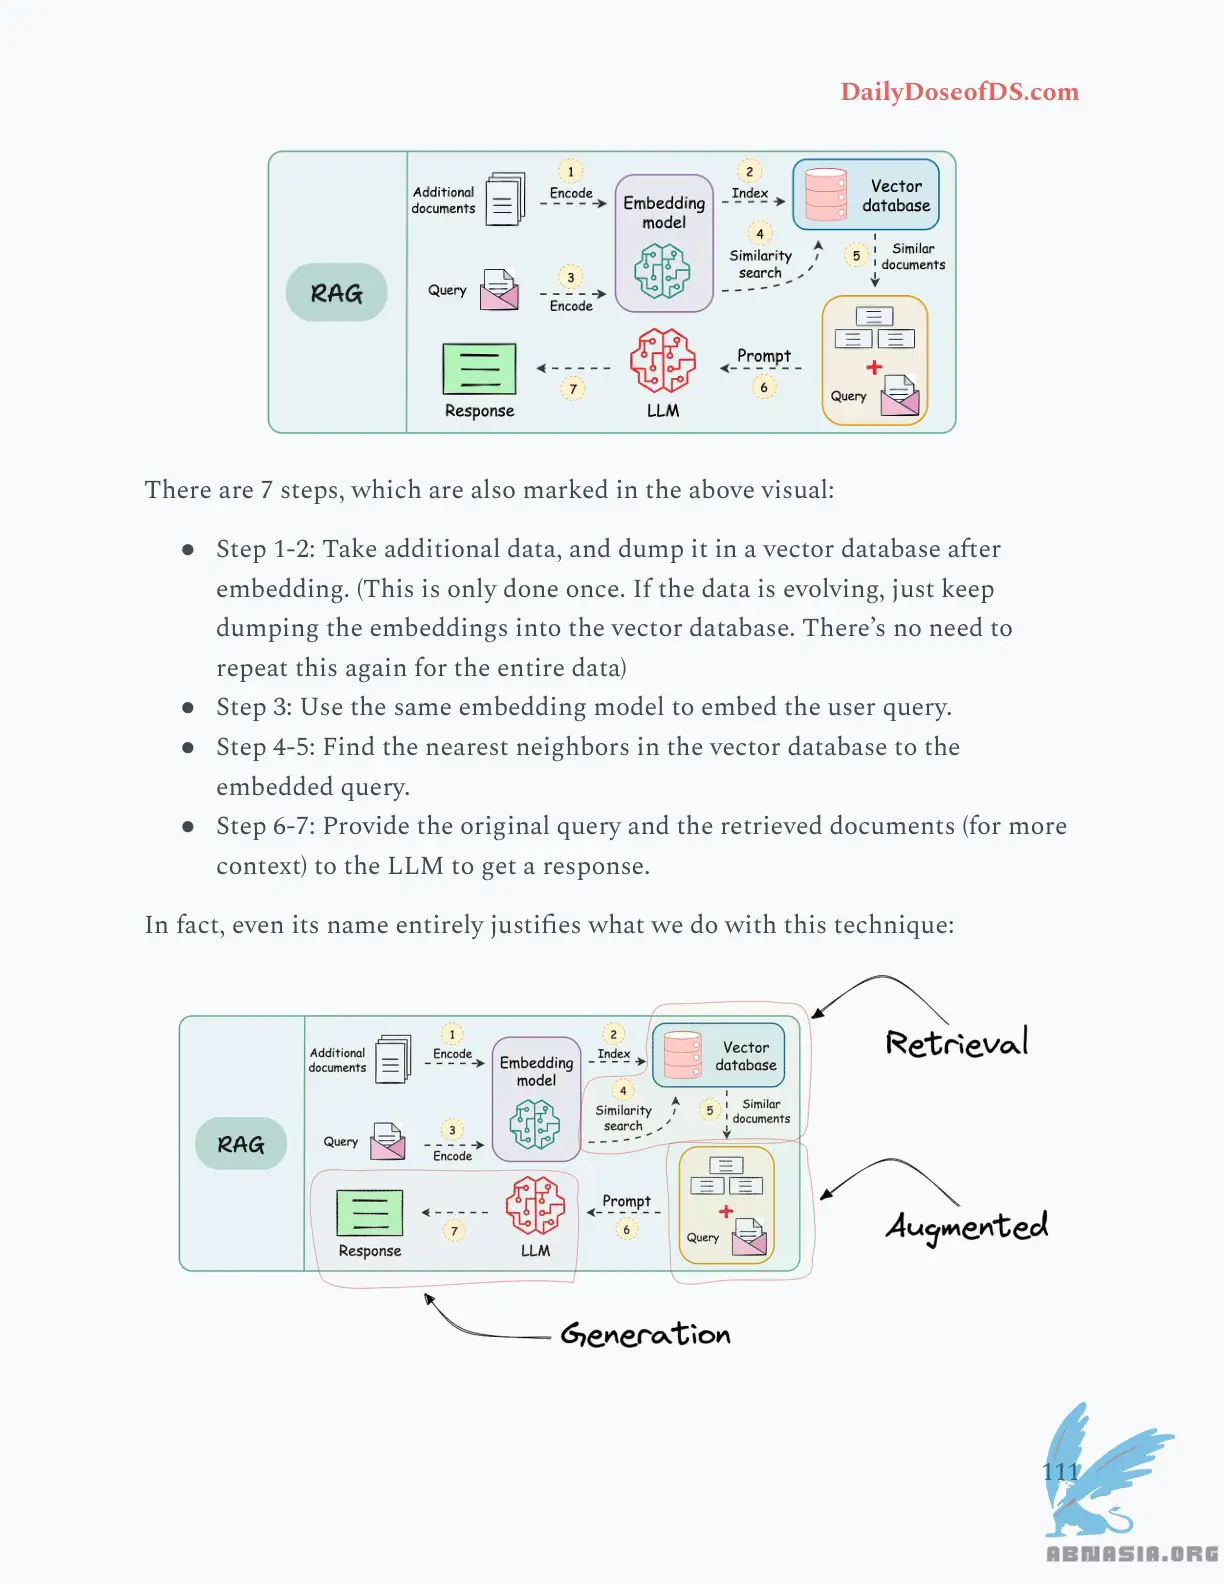 DailyDoseofDS.com
RAG
Additional
documents
1
Encode
Embedding
model
2
Index
Vector
database
3
Encode
Query
4
Similarity
search
5
Similar
documents
Query
Prompt
6
LLM
7
Response
There are 7 steps, which are also marked in the above visual:
● Step 1-2: Take additional data, and dump it in a vector database after
embedding. (This is only done once. If the data is evolving, just keep
dumping the embeddings into the vector database. There’s no need to
repeat this again for the entire data)
● Step 3: Use the same embedding model to embed the user query.
● Step 4-5: Find the nearest neighbors in the vector database to the
embedded query.
● Step 6-7: Provide the original query and the retrieved documents (for more
context) to the LLM to get a response.
In fact, even its name entirely justifies what we do with this technique:
RAG
Additional
documents
1
Encode
Embedding
model
2
Index
Vector
database
Retrieval
Query
3
Encode
4
Similarity
search
5
Similar
documents
Query
Augmented
Prompt
6
LLM
7
Response
Generation
111
ABNASIA.ORG